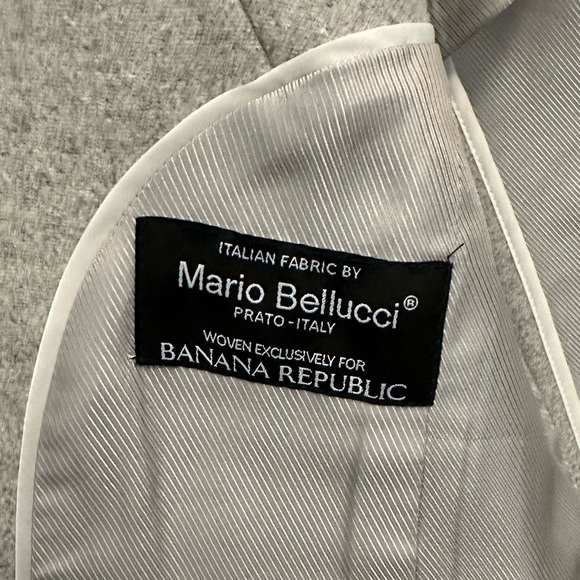 ITALIAN FABRIC BY
Mario Bellucci®
PRATO-ITALY
WOVEN EXCLUSIVELY FOR
BANANA REPUBLIC